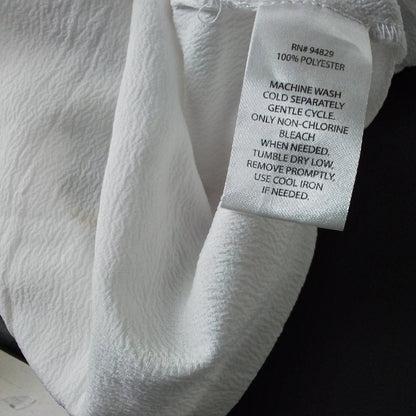 RN# 94829
100% POLYESTER
MACHINE WASH
COLD SEPARATELY
GENTLE CYCLE.
ONLY NON-CHLORINE
BLEACH
WHEN NEEDED,
TUMBLE DRY LOW,
REMOVE PROMPTLY,
USE COOL IRON
IF NEEDED.